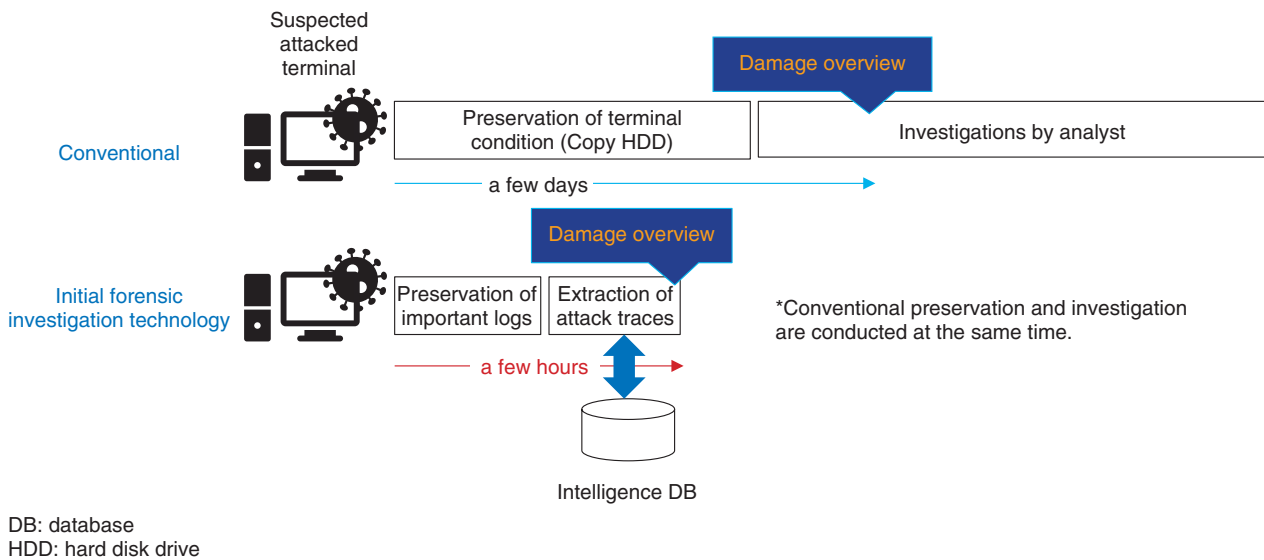 Suspected
attacked
terminal
Damage overview
Conventional
Preservation of terminal
condition (Copy HDD)
Investigations by analyst
a few days
Damage overview
Initial forensic
investigation technology
Preservation of
important logs
Extraction of
attack traces
*Conventional preservation and investigation
are conducted at the same time.
a few hours
Intelligence DB
DB: database
HDD: hard disk drive